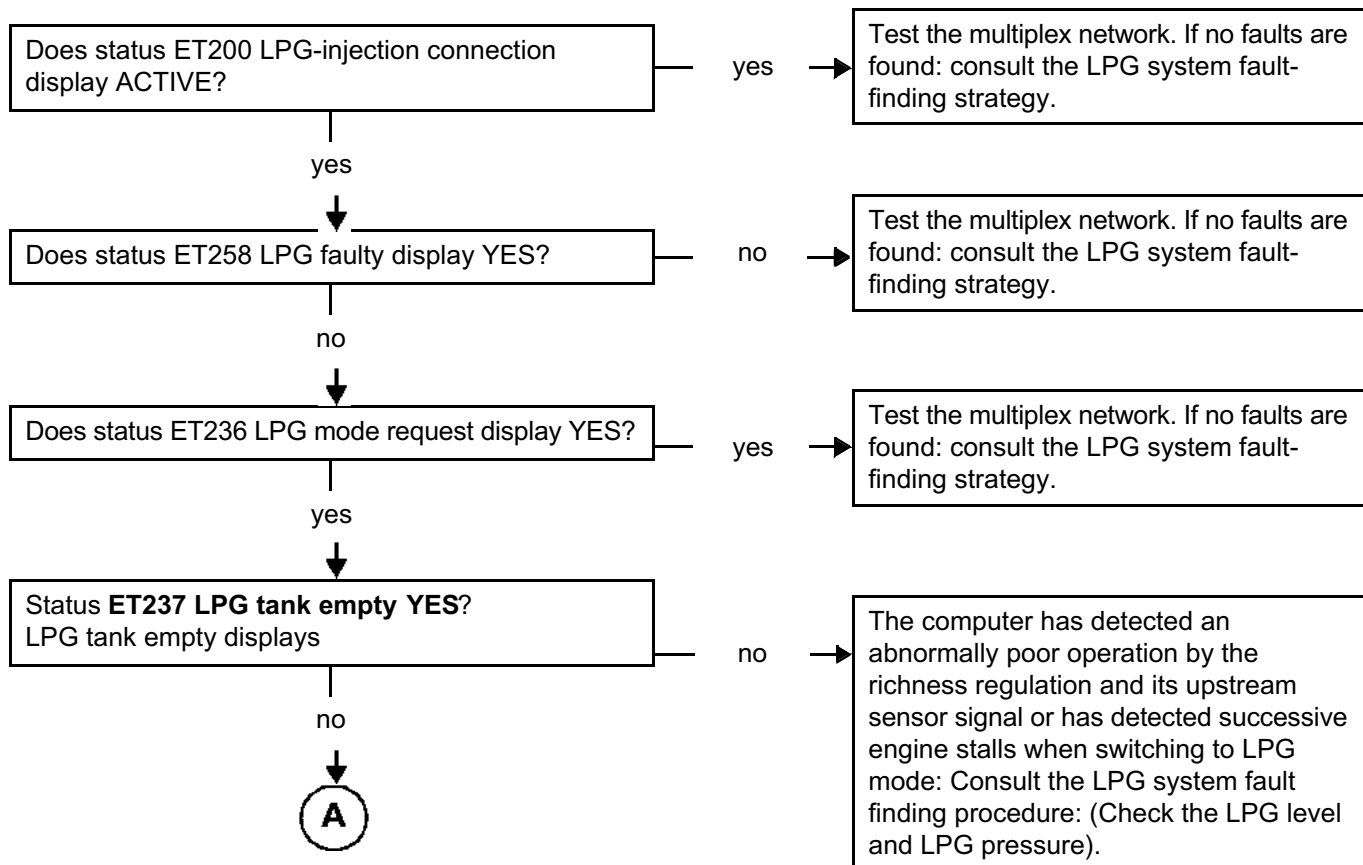 Does status ET200 LPG-injection connection
display ACTIVE?
yes
Test the multiplex network. If no faults are
found: consult the LPG system fault-
finding strategy.
yes
Does status ET258 LPG faulty display YES?
no
Test the multiplex network. If no faults are
found: consult the LPG system fault-
finding strategy.
no
Does status ET236 LPG mode request display YES?
yes
Test the multiplex network. If no faults are
found: consult the LPG system fault-
finding strategy.
yes
Status ET237 LPG tank empty YES?
LPG tank empty displays
no
The computer has detected an
abnormally poor operation by the
richness regulation and its upstream
sensor signal or has detected successive
engine stalls when switching to LPG
mode: Consult the LPG system fault
finding procedure: (Check the LPG level
and LPG pressure).
no
A